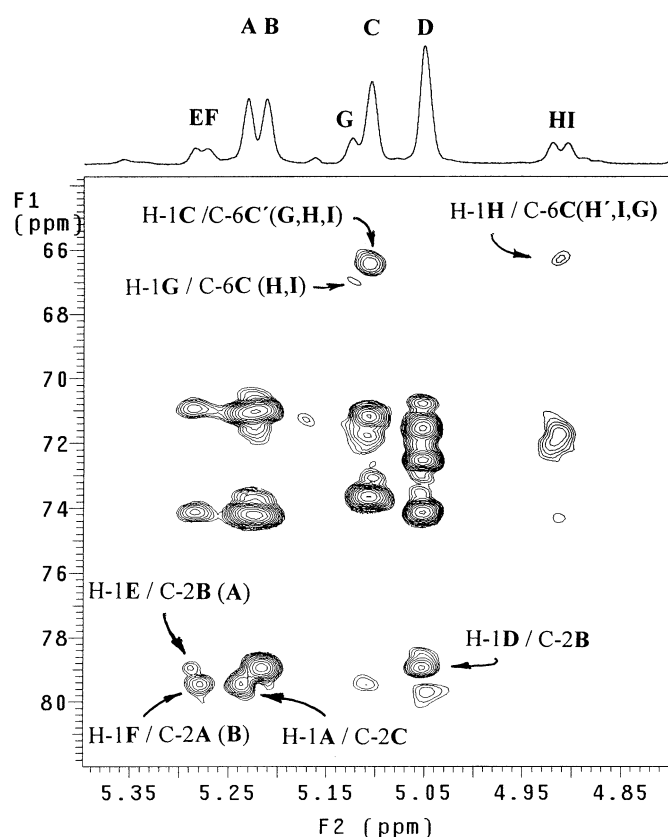 A B C D
EF G HI
F1
(ppm)
H-1C /C-6C´(G,H,I)
H-1H / C-6C(H´,I,G)
66
H-1G / C-6C (H,I)
68
70
72
74
76
H-1E / C-2B (A)
H-1D / C-2B
78
80
H-1F / C-2A (B)
H-1A / C-2C
5.35 5.25 5.15 5.05 4.95 4.85
F2 (ppm)